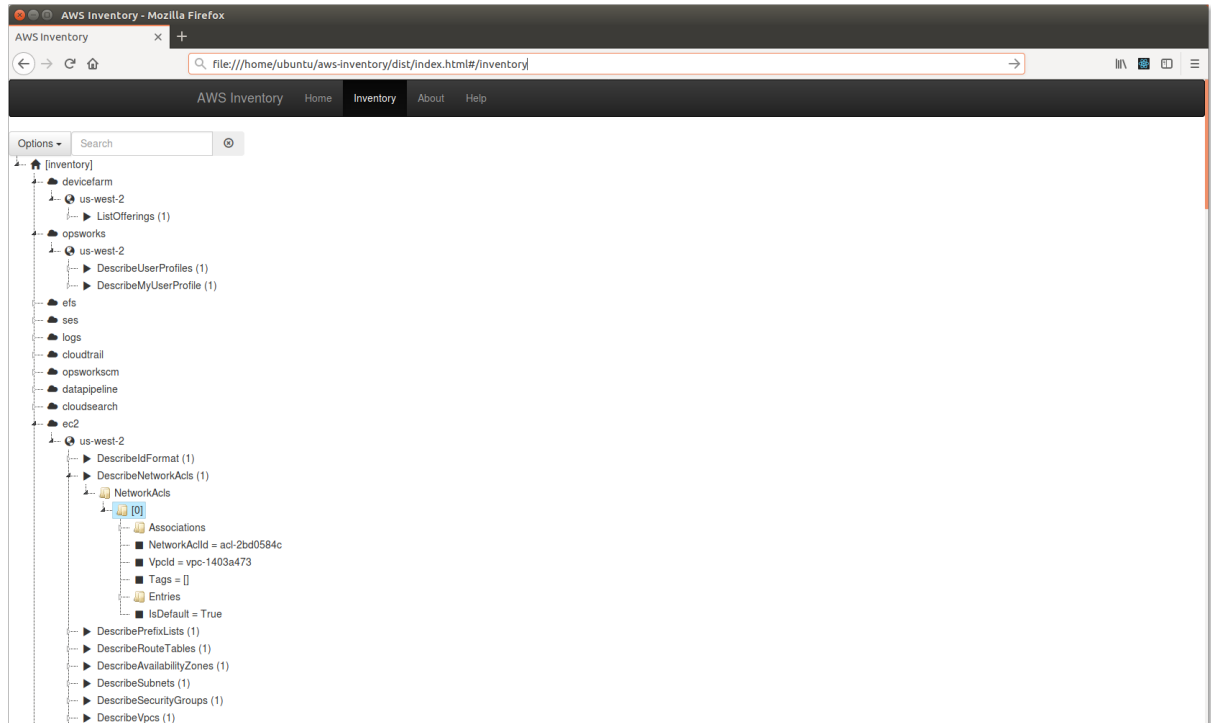 AWS Inventory - Mozilla Firefox
AWS Inventory
file:///home/ubuntu/aws-inventory/dist/index.html#/inventory
AWS Inventory Home Inventory About Help
Options Search
[inventory]
devicefarm
us-west-2
ListOfferings (1)
opsworks
us-west-2
DescribeUserProfiles (1)
DescribeMyUserProfile (1)
efs
ses
logs
cloudtrail
opsworkscm
datapipeline
cloudsearch
ec2
us-west-2
DescribeIdFormat (1)
DescribeNetworkAcls (1)
NetworkAcls
[0]
Associations
NetworkAclId = acl-2bd0584c
VpcId = vpc-1403a473
Tags = []
Entries
IsDefault = True
DescribePrefixLists (1)
DescribeRouteTables (1)
DescribeAvailabilityZones (1)
DescribeSubnets (1)
DescribeSecurityGroups (1)
DescribeVpcs (1)